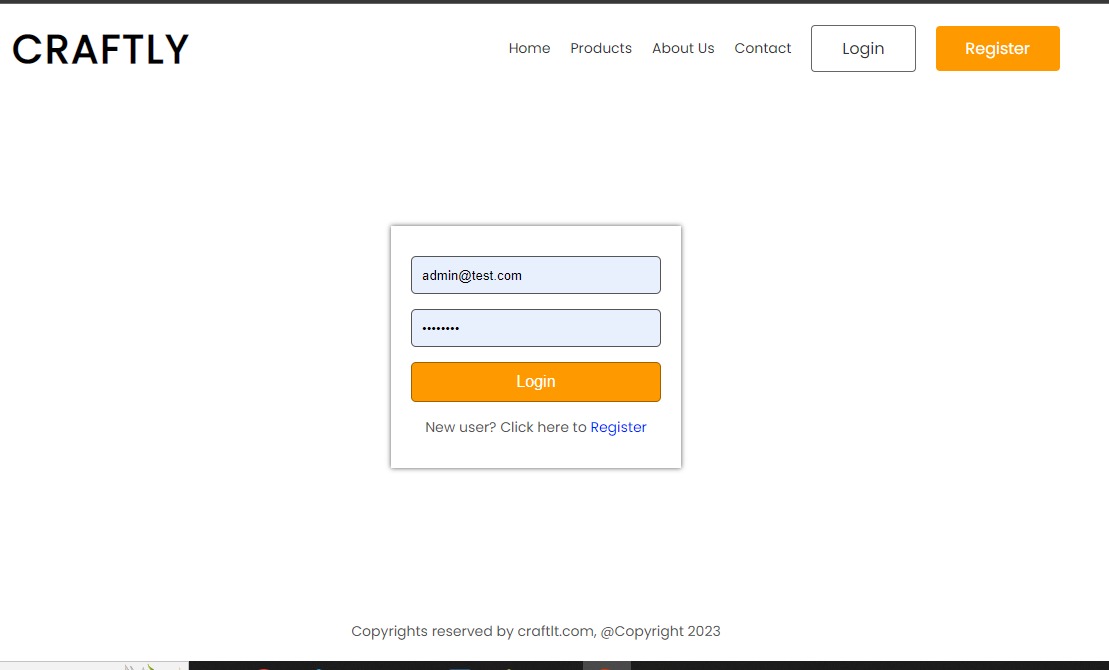 CRAFTLY
Home Products About Us Contact Login Register
admin@test.com
••••••••
Login
New user? Click here to Register
Copyrights reserved by craftlt.com, @Copyright 2023